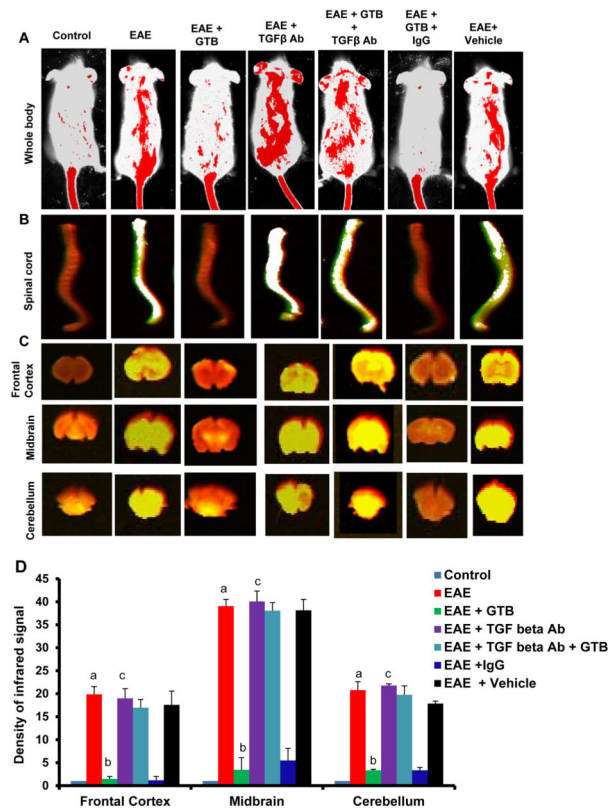 A
Control
EAE
EAE +
GTB
EAE +
TGFβ Ab
EAE + GTB
+
TGFβ Ab
EAE +
GTB +
IgG
EAE+
Vehicle
Whole body
B
Spinal cord
C
Frontal
Cortex
Midbrain
Cerebellum
D
Density of infrared signal
45
40
35
30
25
20
15
10
5
0
a
b
c
a
b
c
a
b
c
Frontal Cortex
Midbrain
Cerebellum
Control
EAE
EAE + GTB
EAE + TGF beta Ab
EAE + TGF beta Ab + GTB
EAE +IgG
EAE + Vehicle